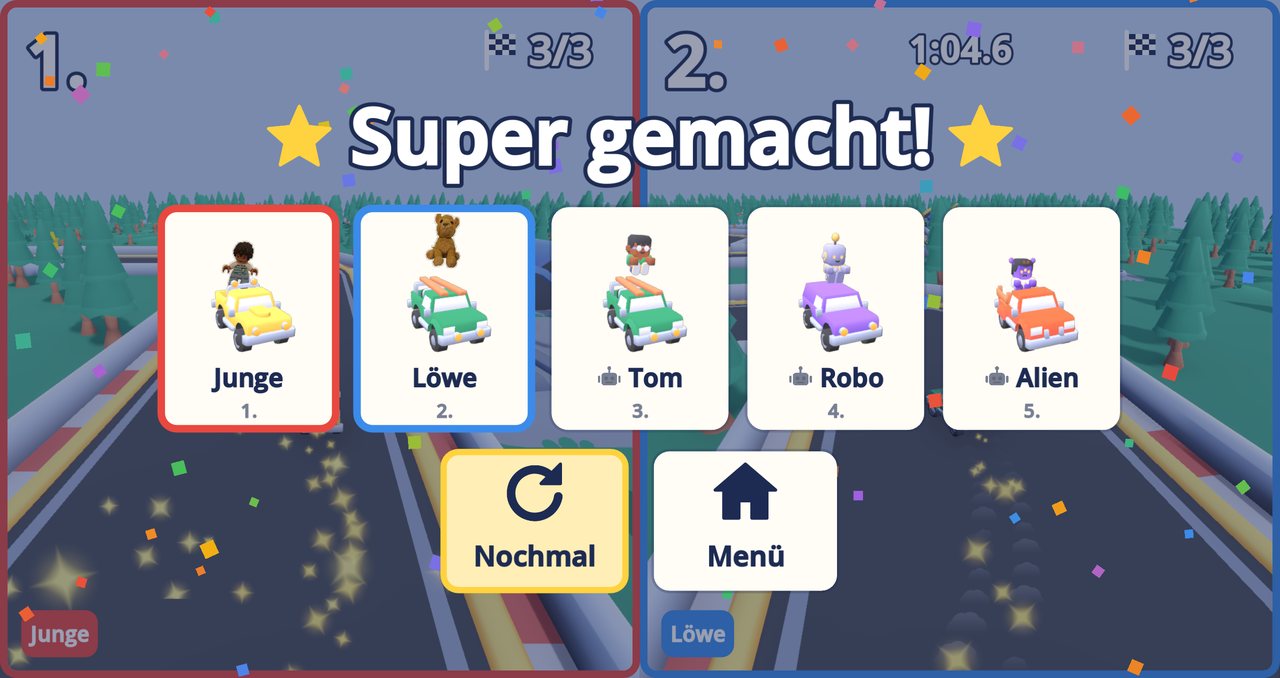 1.
3/3
2.
1:04.6
3/3
Super gemacht!
Junge
1.
Löwe
2.
Tom
3.
Robo
4.
Alien
5.
Nochmal
Menü
Junge
Löwe